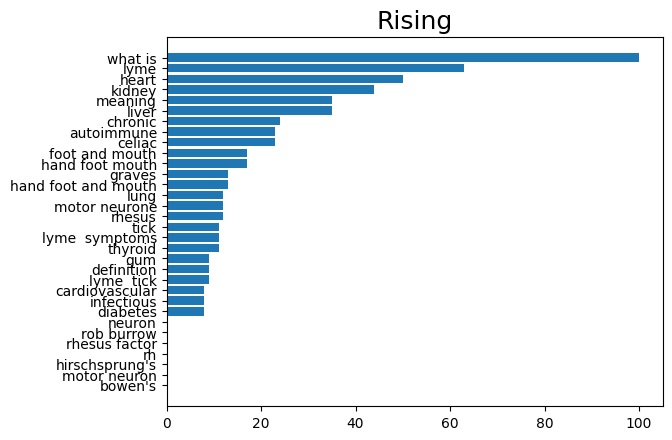 Rising
what is
lyme
heart
kidney
meaning
liver
chronic
autoimmune
celiac
foot and mouth
hand foot mouth
graves
hand foot and mouth
lung
motor neurone
rhesus
tick
lyme  symptoms
thyroid
gum
definition
lyme  tick
cardiovascular
infectious
diabetes
neuron
rob burrow
rhesus factor
rh
hirschsprung's
motor neuron
bowen's
0 20 40 60 80 100